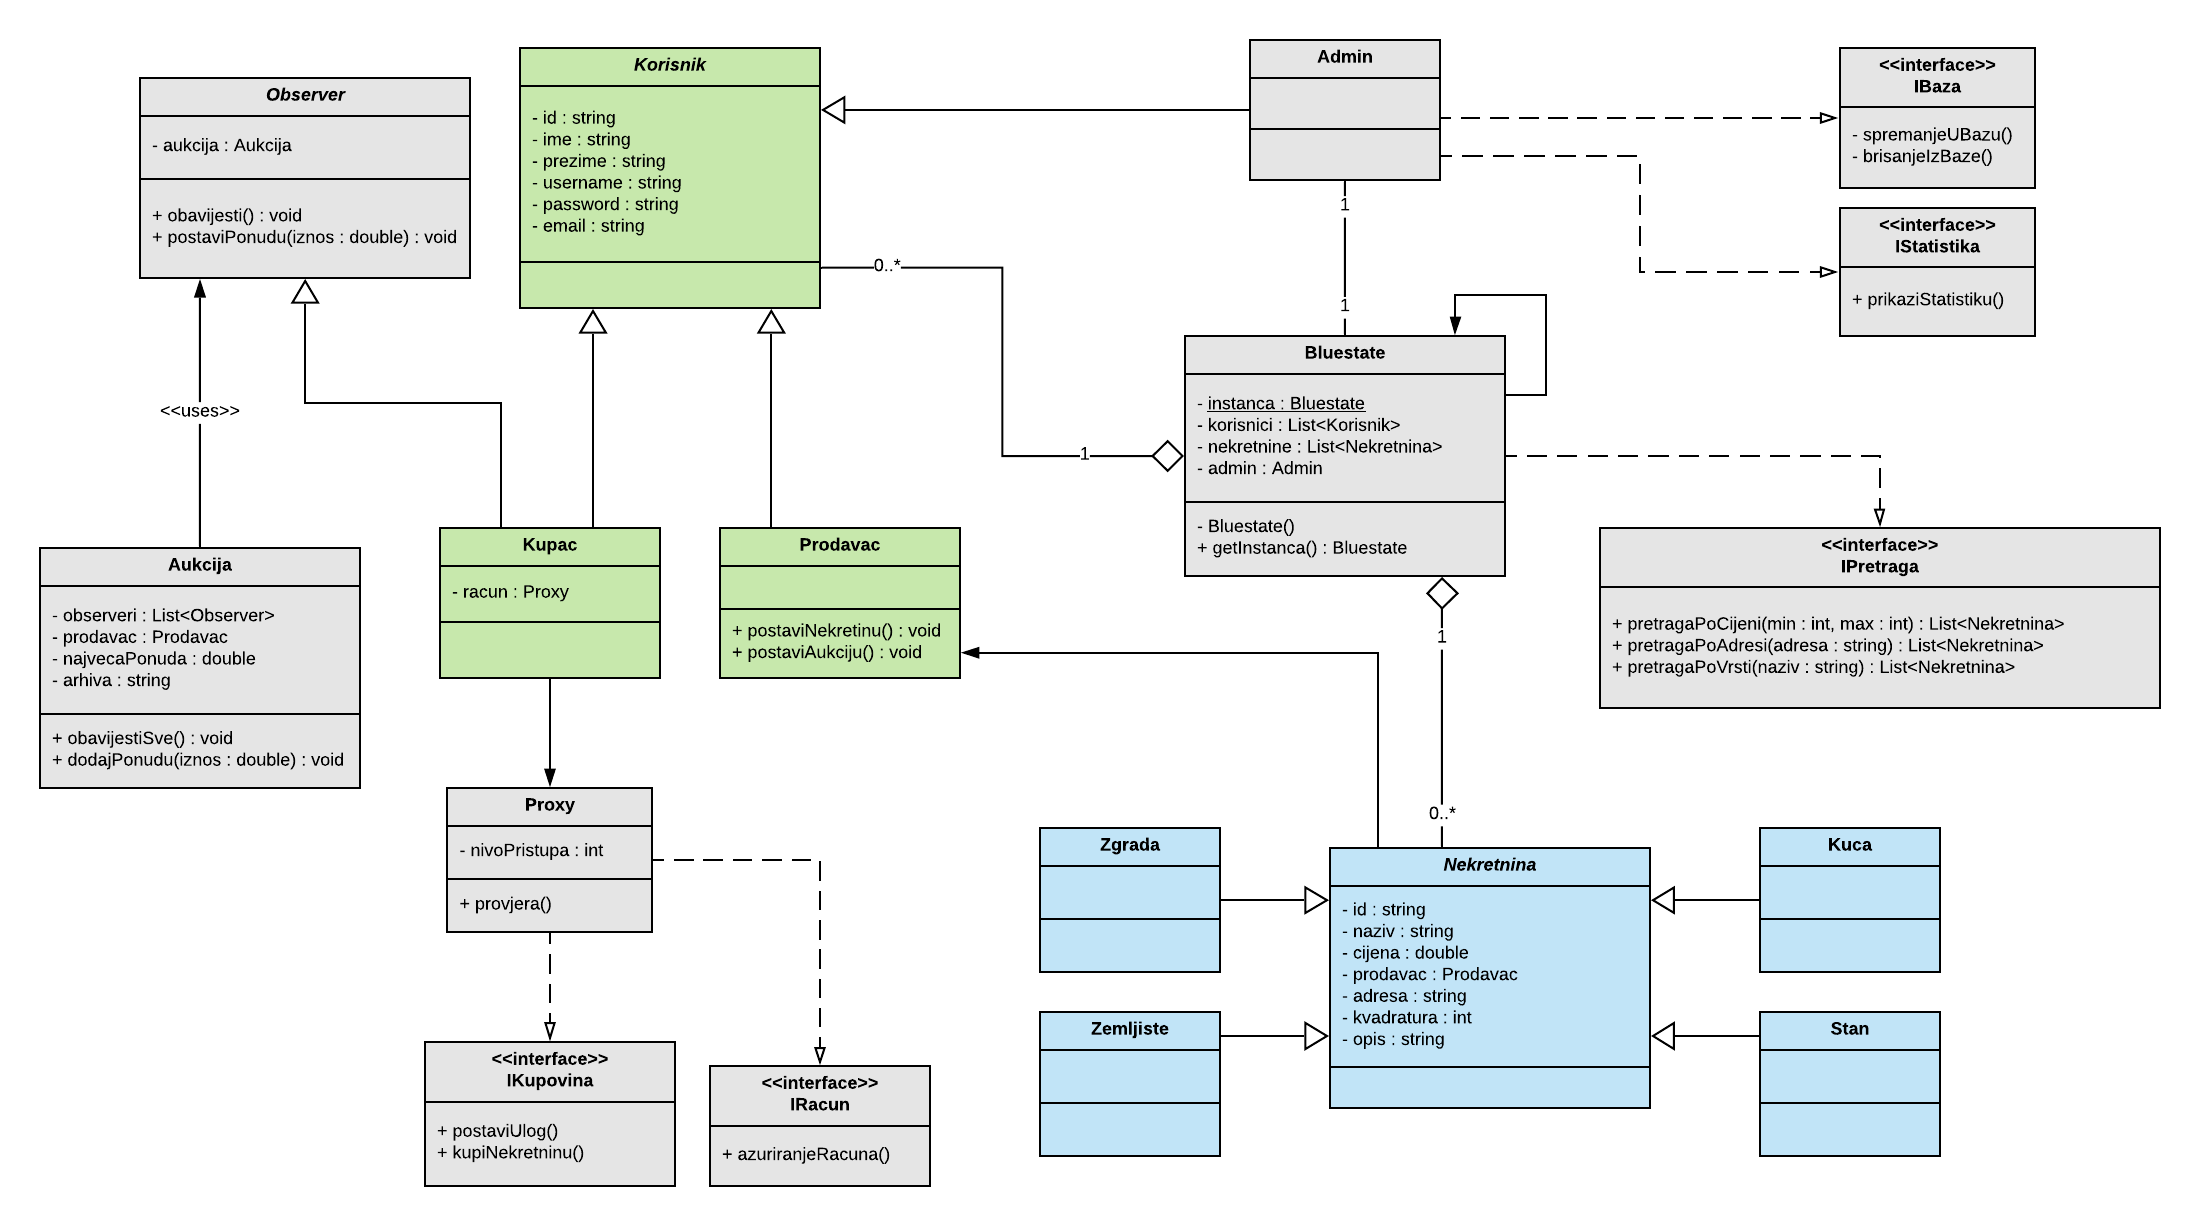 Observer
- aukcija : Aukcija
+ obavijesti() : void
+ postaviPonudu(iznos : double) : void
Korisnik
- id : string
- ime : string
- prezime : string
- username : string
- password : string
- email : string
Admin
<<interface>>
IBaza
- spremanjeUBazu()
- brisanjeIzBaze()
<<interface>>
IStatistika
+ prikaziStatistiku()
1
1
0..*
1
<<uses>>
Bluestate
- instanca : Bluestate
- korisnici : List<Korisnik>
- nekretnine : List<Nekretnina>
- admin : Admin
- Bluestate()
+ getInstanca() : Bluestate
Aukcija
- observeri : List<Observer>
- prodavac : Prodavac
- najvecaPonuda : double
- arhiva : string
+ obavijestiSve() : void
+ dodajPonudu(iznos : double) : void
Kupac
- racun : Proxy
Prodavac
+ postaviNekretinu() : void
+ postaviAukciju() : void
<<interface>>
IPretraga
+ pretragaPoCijeni(min : int, max : int) : List<Nekretnina>
+ pretragaPoAdresi(adresa : string) : List<Nekretnina>
+ pretragaPoVrsti(naziv : string) : List<Nekretnina>
1
0..*
Proxy
- nivoPristupa : int
+ provjera()
Zgrada
Nekretnina
- id : string
- naziv : string
- cijena : double
- prodavac : Prodavac
- adresa : string
- kvadratura : int
- opis : string
Kuca
Zemljiste
Stan
<<interface>>
IKupovina
+ postaviUlog()
+ kupiNekretninu()
<<interface>>
IRacun
+ azuriranjeRacuna()